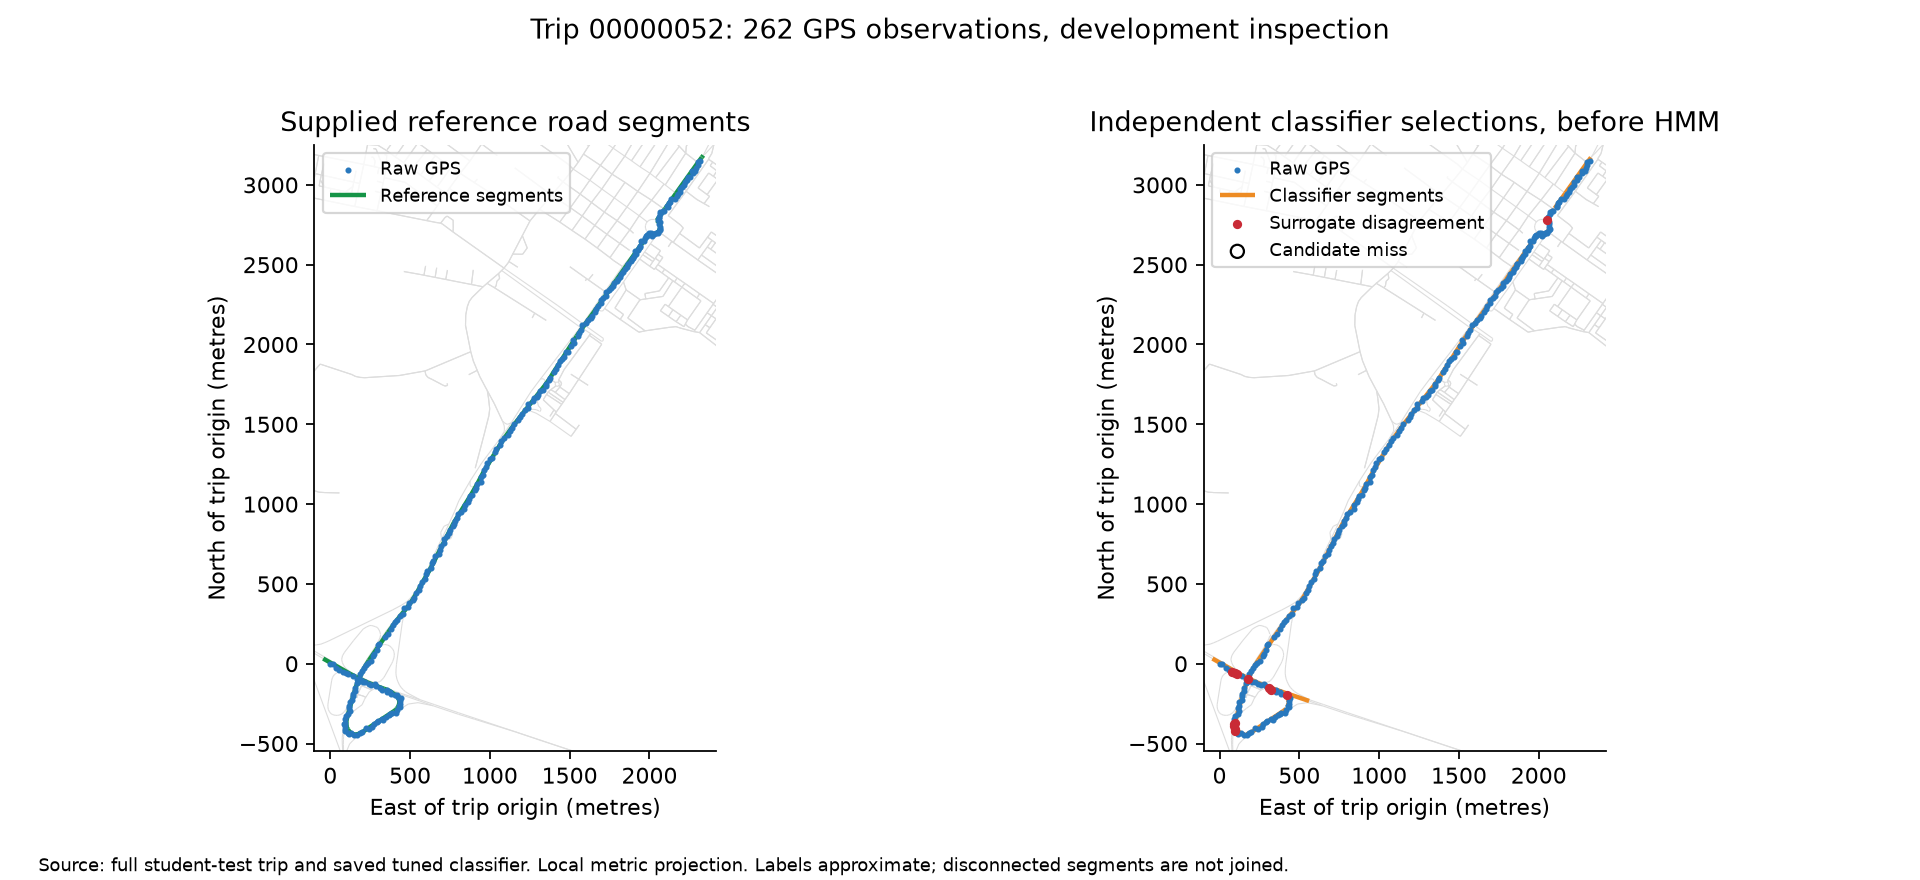 Trip 00000052: 262 GPS observations, development inspection
Supplied reference road segments
Raw GPS
Reference segments
3000
2500
2000
1500
1000
500
0
−500
North of trip origin (metres)
0 500 1000 1500 2000
East of trip origin (metres)
Independent classifier selections, before HMM
Raw GPS
Classifier segments
Surrogate disagreement
Candidate miss
3000
2500
2000
1500
1000
500
0
−500
North of trip origin (metres)
0 500 1000 1500 2000
East of trip origin (metres)
Source: full student-test trip and saved tuned classifier. Local metric projection. Labels approximate; disconnected segments are not joined.